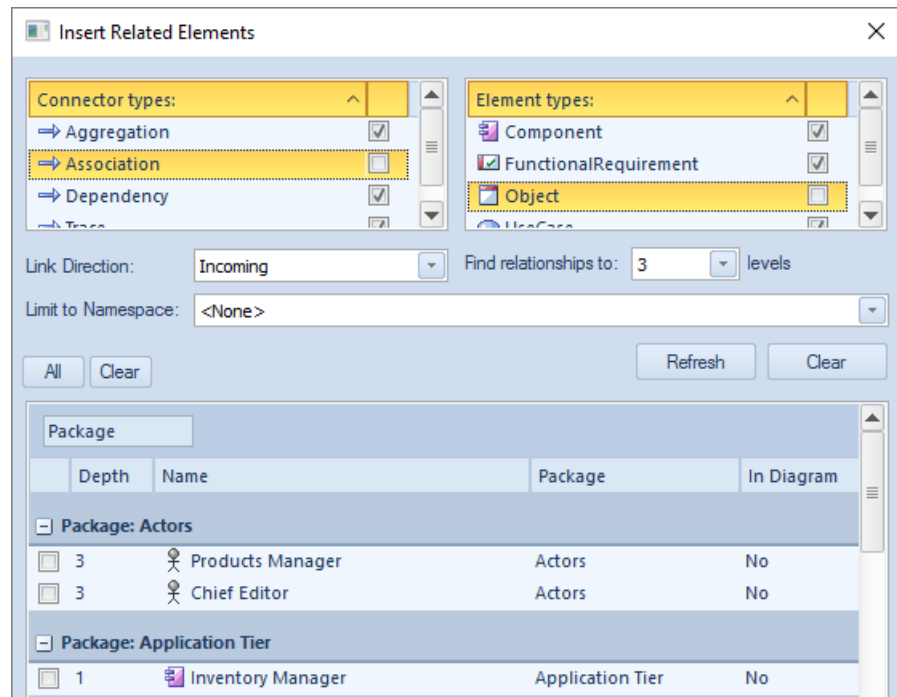 Insert Related Elements
Connector types:
Aggregation
Association
Dependency
Trace
Element types:
Component
FunctionalRequirement
Object
UseCase
Link Direction: Incoming
Find relationships to: 3 levels
Limit to Namespace: <None>
All Clear
Refresh Clear
Package
Depth Name Package In Diagram
Package: Actors
3 Products Manager Actors No
3 Chief Editor Actors No
Package: Application Tier
1 Inventory Manager Application Tier No